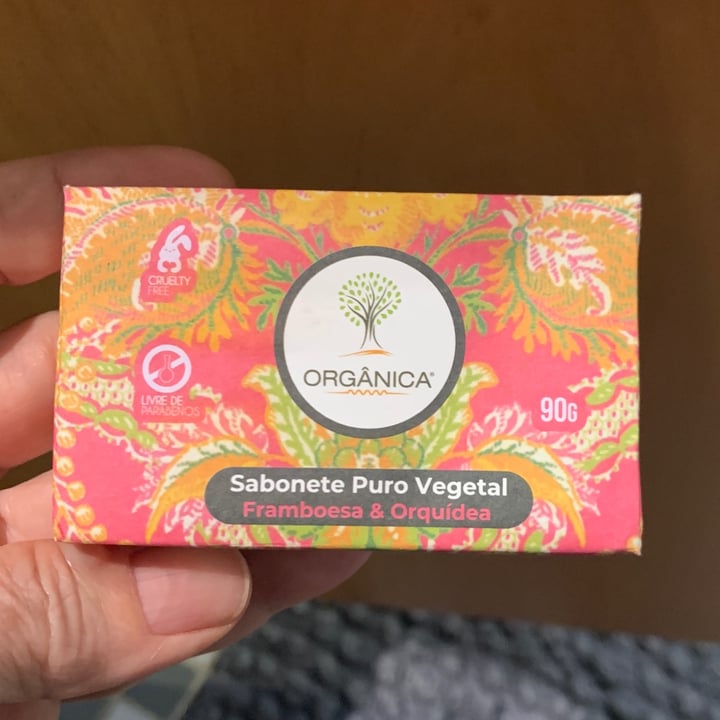 CRUELTY
FREE
ORGÂNICA®
LIVRE DE
PARABENOS
90G
Sabonete Puro Vegetal
Framboesa & Orquídea